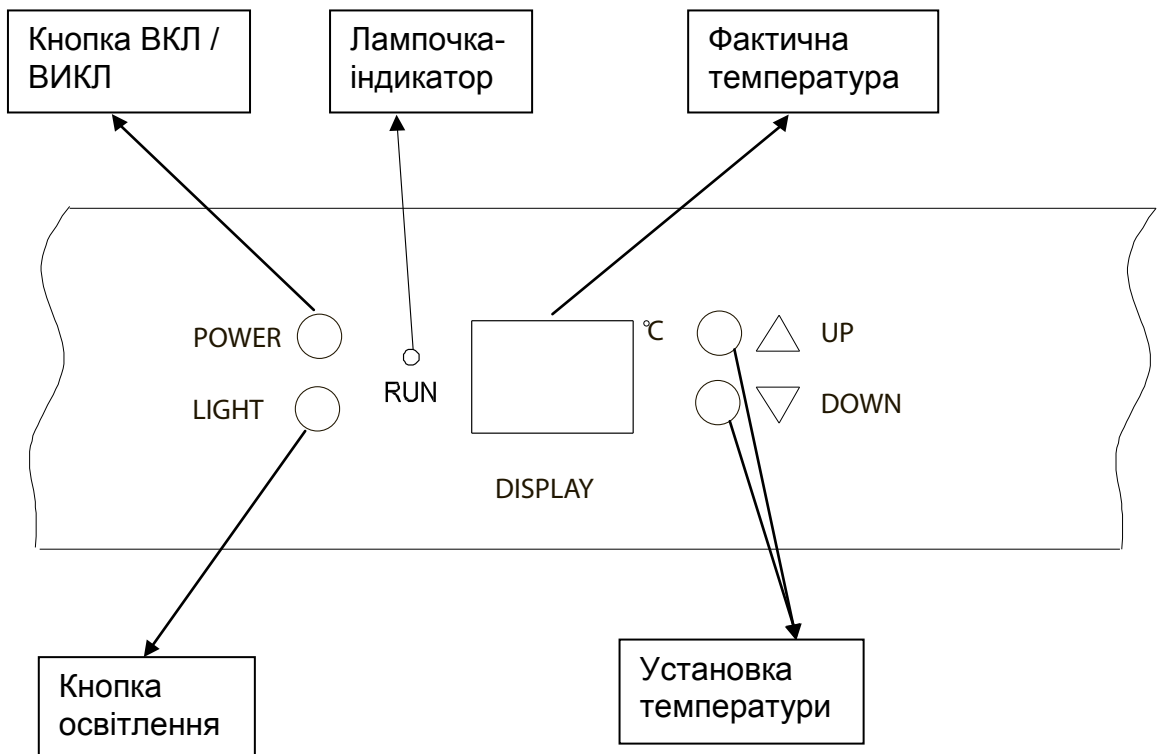 Кнопка ВКЛ /
ВИКЛ
Лампочка-
індикатор
Фактична
температура
POWER
RUN
°C
UP
LIGHT
DOWN
DISPLAY
Кнопка
освітлення
Установка
температури